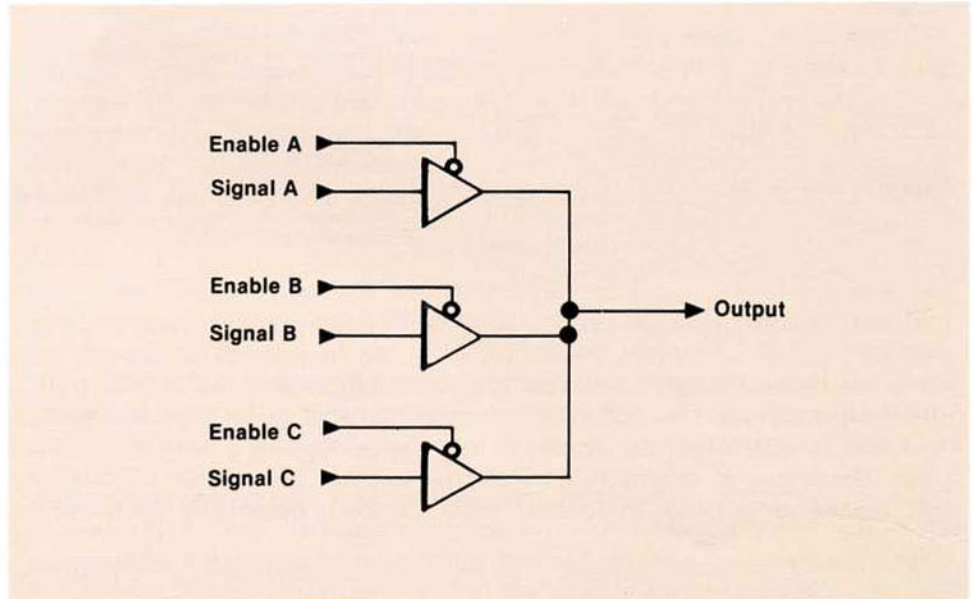 Enable A
Signal A
Enable B
Signal B
Output
Enable C
Signal C